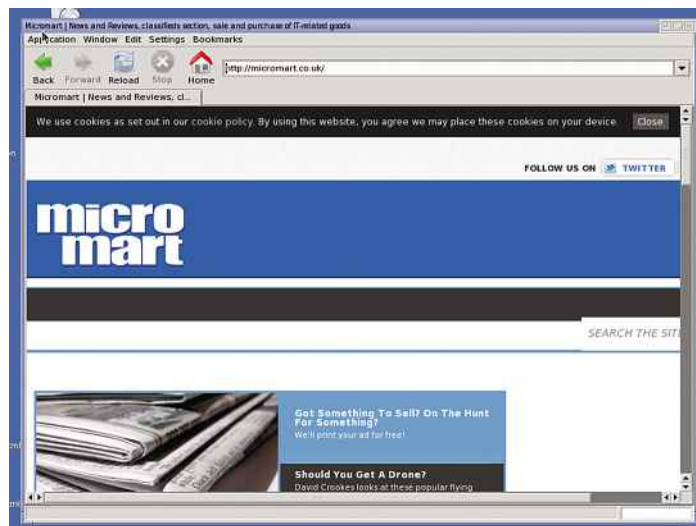 Micromart | News and Reviews, classifieds section, sale and purchase of IT-related goods
Application Window Edit Settings Bookmarks
Back Forward Reload Stop Home
http://micromart.co.uk/
Micromart | News and Reviews, cl...
We use cookies as set out in our cookie policy. By using this website, you agree we may place these cookies on your device. Close
FOLLOW US ON TWITTER
micro
mart
SEARCH THE SIT
Got Something To Sell? On The Hunt
For Something?
We'll print your ad for free!
Should You Get A Drone?
David Crookes looks at these popular flying